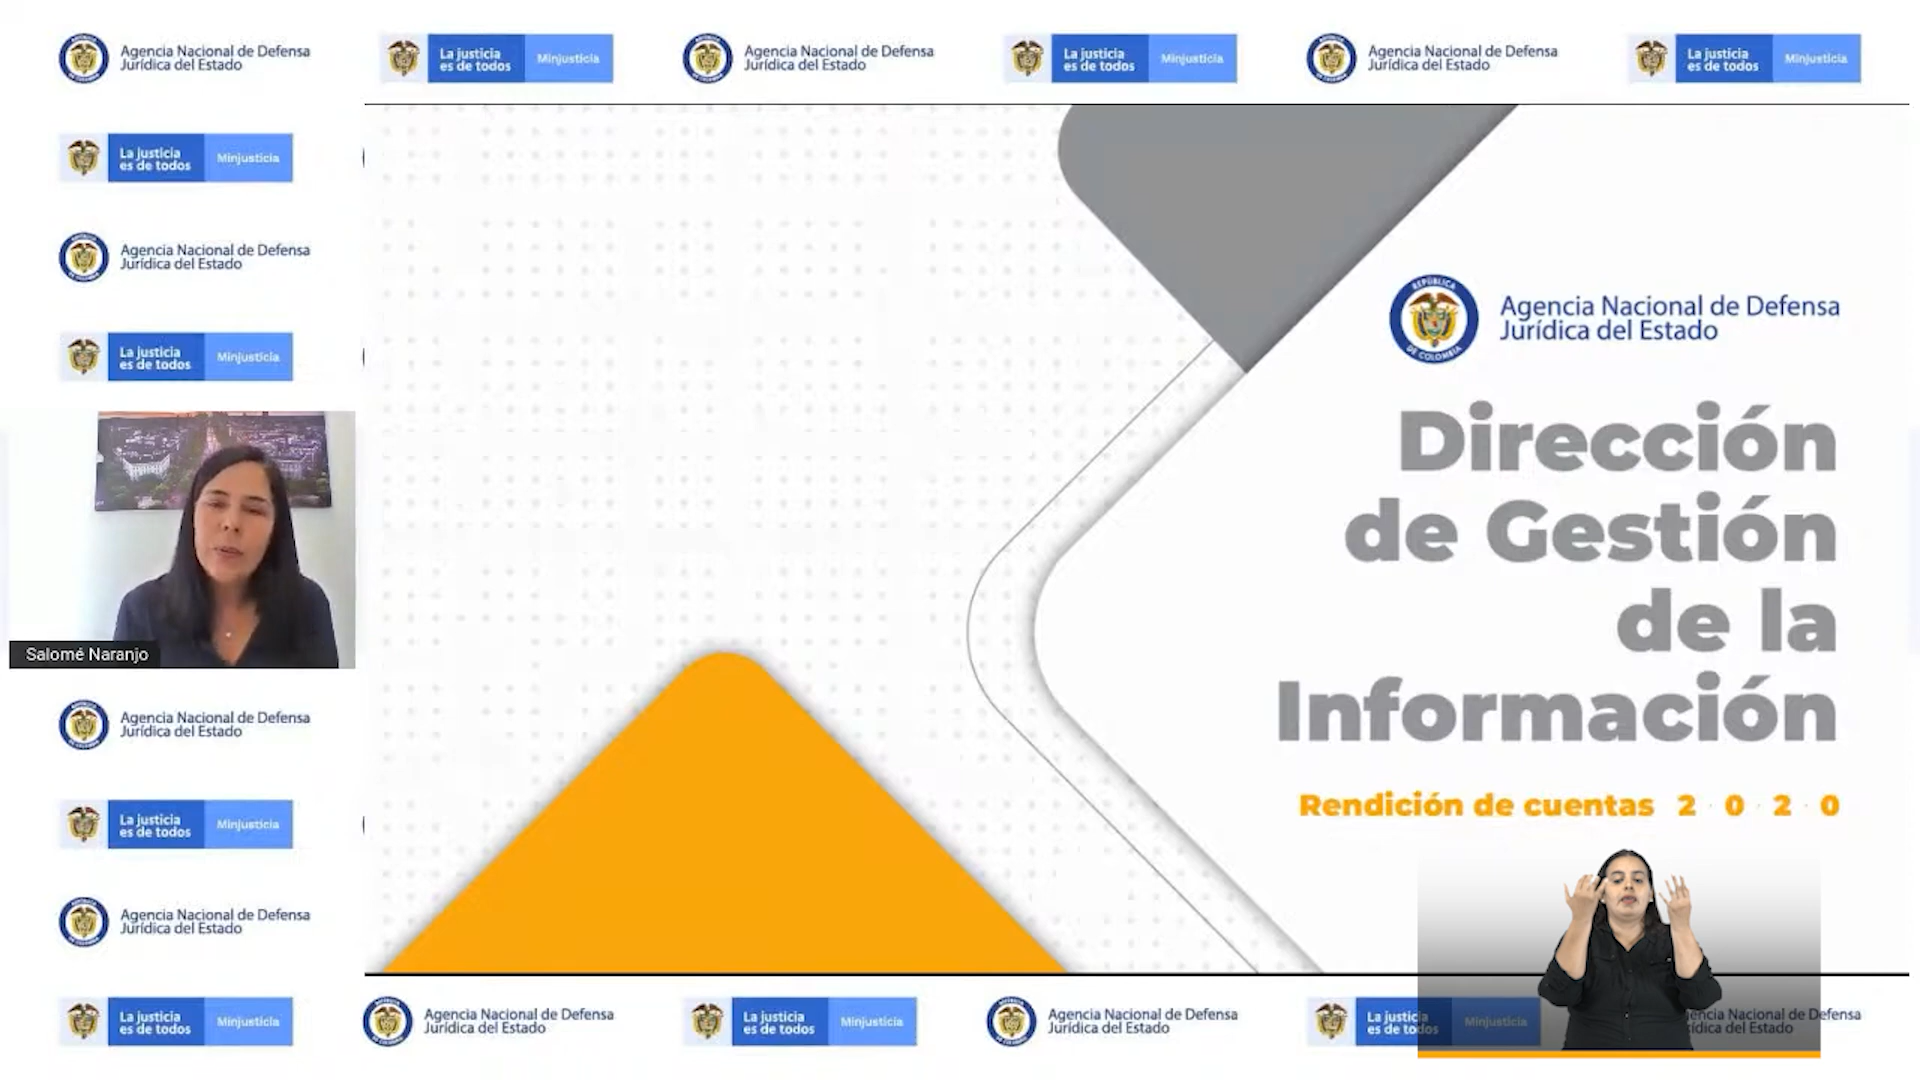 Agencia Nacional de Defensa
Jurídica del Estado
La justicia
es de todos
Minjusticia
Agencia Nacional de Defensa
Jurídica del Estado
La justicia
es de todos
Minjusticia
Agencia Nacional de Defensa
Jurídica del Estado
La justicia
es de todos
Minjusticia
La justicia
es de todos
Minjusticia
Agencia Nacional de Defensa
Jurídica del Estado
La justicia
es de todos
Minjusticia
Salomé Naranjo
Agencia Nacional de Defensa
Jurídica del Estado
La justicia
es de todos
Minjusticia
Agencia Nacional de Defensa
Jurídica del Estado
REPÚBLICA
DE COLOMBIA
Agencia Nacional de Defensa
Jurídica del Estado
Dirección
de Gestión
de la
Información
Rendición de cuentas 2 0 2 0
La justicia
es de todos
Minjusticia
Agencia Nacional de Defensa
Jurídica del Estado
La justicia
es de todos
Minjusticia
Agencia Nacional de Defensa
Jurídica del Estado
La justicia
es de todos
Minjusticia
de Defensa
del Estado